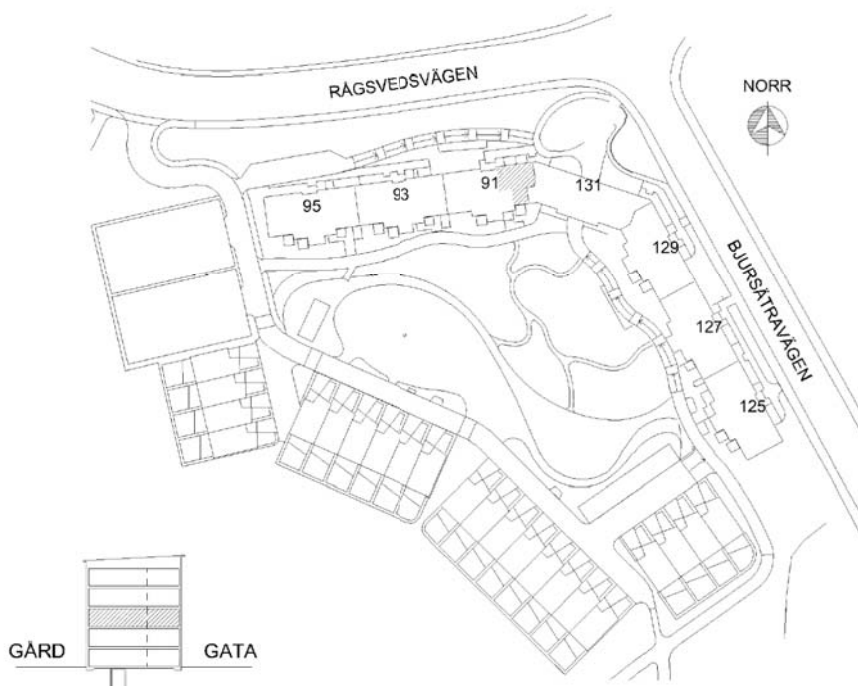 RÅGSVEDSVÄGEN
NORR
95
93
91
131
129
127
125
BJURSÄTRAVÄGEN
GÅRD
GATA